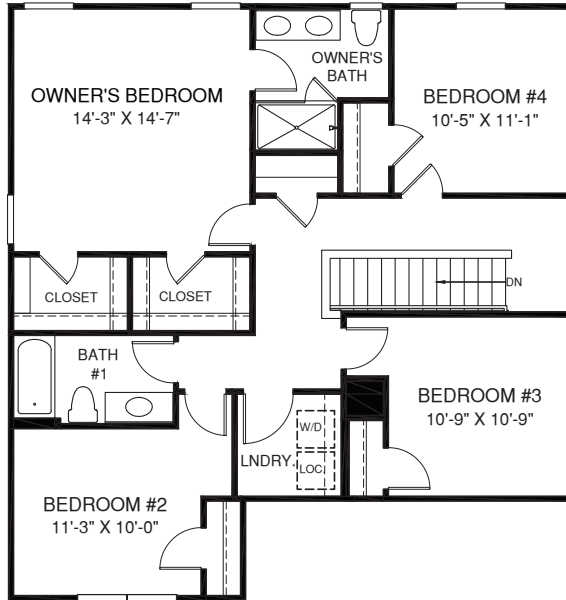 OWNER'S
BATH
OWNER'S BEDROOM
14'-3" X 14'-7"
BEDROOM #4
10'-5" X 11'-1"
DN
CLOSET
CLOSET
BATH
#1
BEDROOM #3
10'-9" X 10'-9"
W/D
LNDRY.
LOC.
BEDROOM #2
11'-3" X 10'-0"